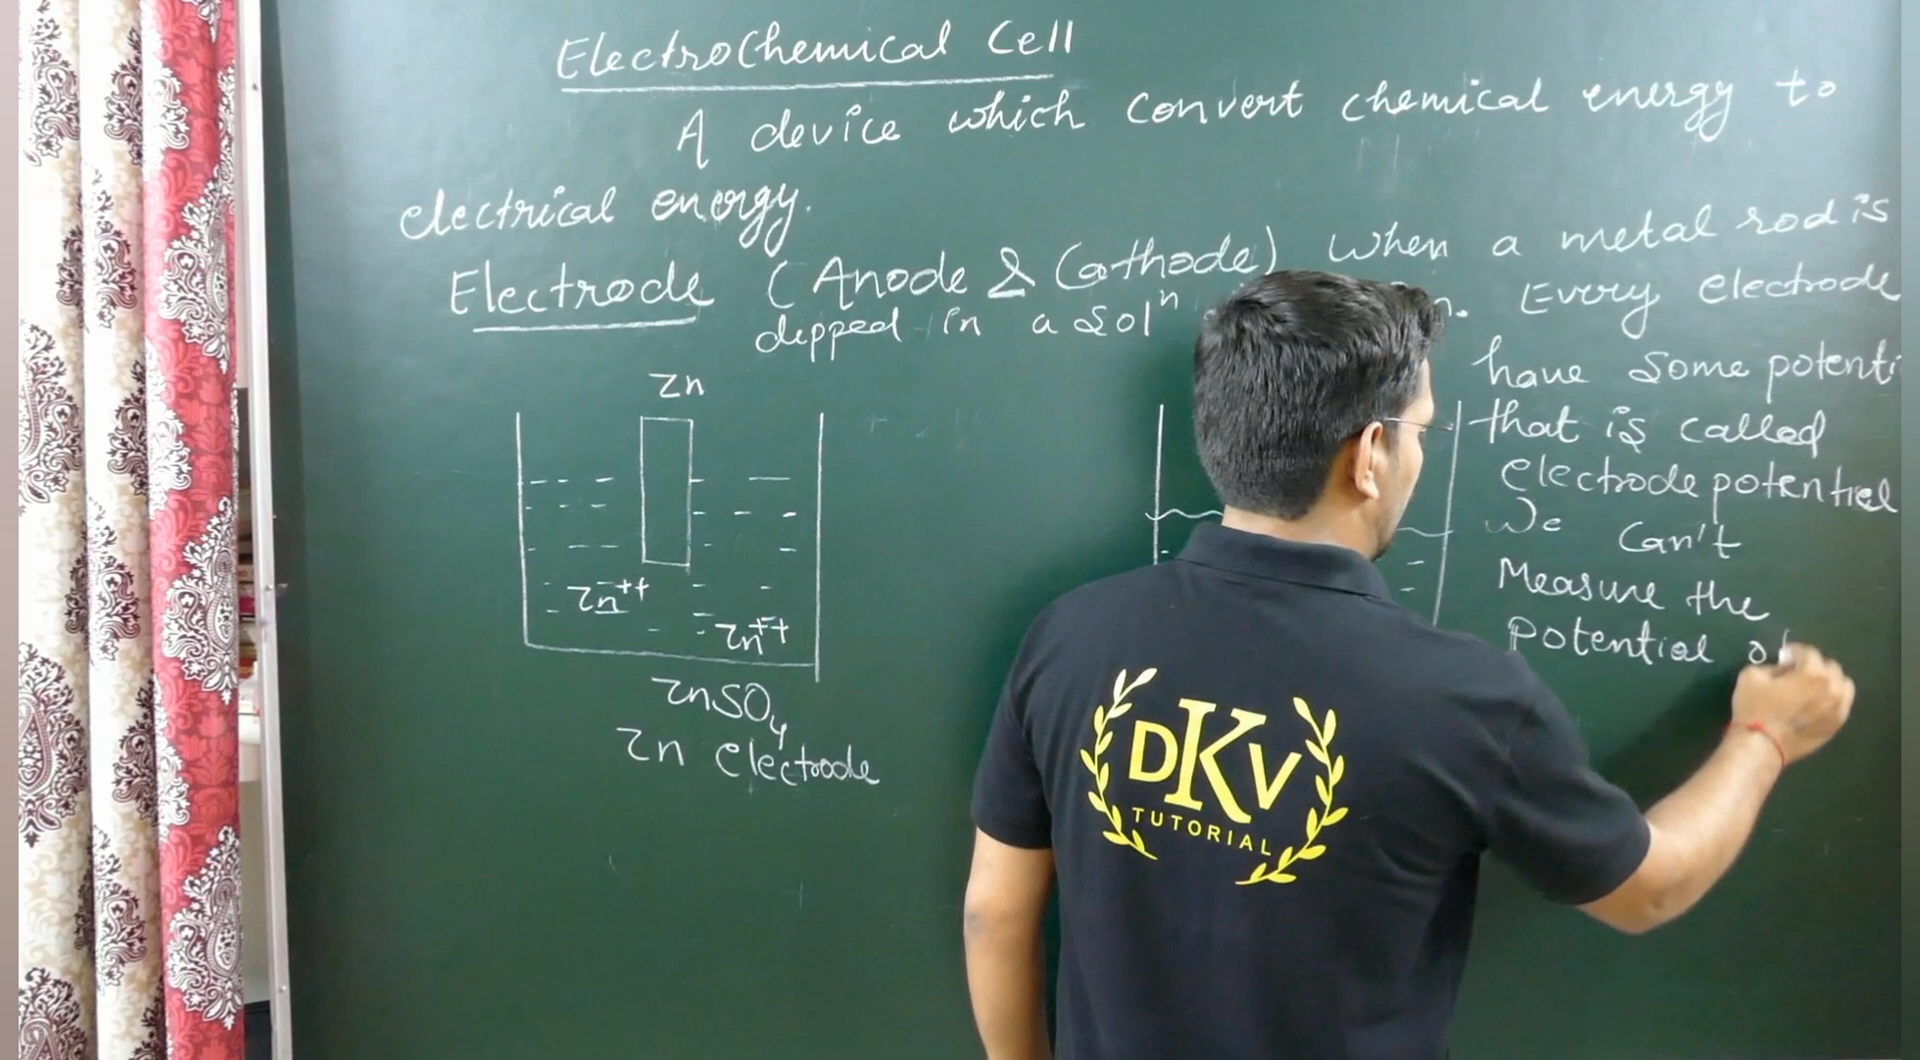 Electrochemical Cell
A device which convert chemical energy to
electrical energy.
Electrode (Anode & Cathode) When a metal rod is
dipped in a Solⁿ
Every electrode
have some potenti
that is called
electrode potential
We can't
Measure the
potential of
Zn
Zn++
Zn++
ZnSO4
Zn electrode
DKV
TUTORIAL